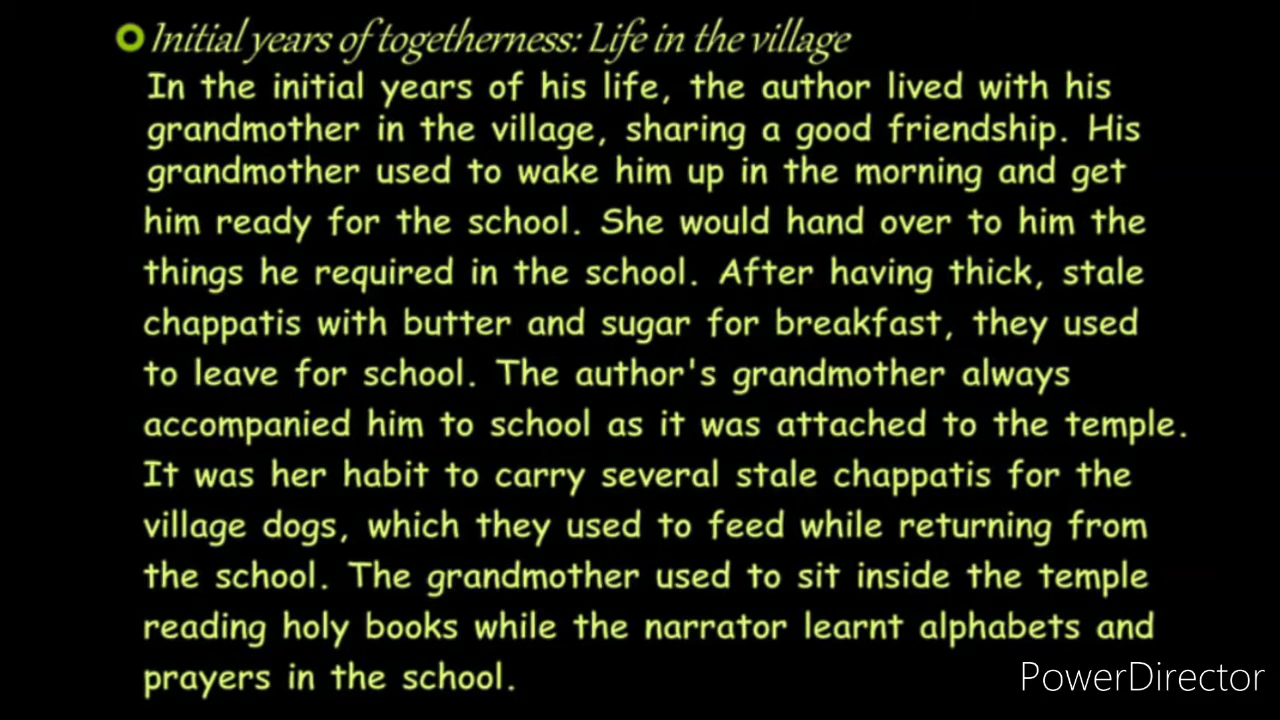 Initial years of togetherness: Life in the village
In the initial years of his life, the author lived with his
grandmother in the village, sharing a good friendship. His
grandmother used to wake him up in the morning and get
him ready for the school. She would hand over to him the
things he required in the school. After having thick, stale
chappatis with butter and sugar for breakfast, they used
to leave for school. The author's grandmother always
accompanied him to school as it was attached to the temple.
It was her habit to carry several stale chappatis for the
village dogs, which they used to feed while returning from
the school. The grandmother used to sit inside the temple
reading holy books while the narrator learnt alphabets and
prayers in the school.
PowerDirector